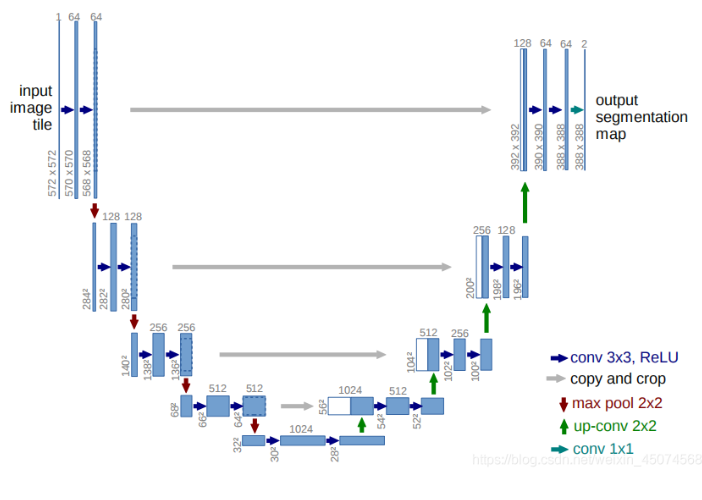 1 64 64
128 64 64 2
input
image
tile
output
segmentation
map
572 x 572
570 x 570
568 x 568
392 x 392
390 x 390
388 x 388
388 x 388
128 128
256 128
284²
282²
280²
200²
198²
196²
256 256
512 256
140²
138²
136²
104²
102²
100²
512 512
1024 512
68²
66²
64²
56²
54²
52²
1024
32²
30²
28²
conv 3x3, ReLU
copy and crop
max pool 2x2
up-conv 2x2
conv 1x1
https://blog.csdn.net/weixin_45074568